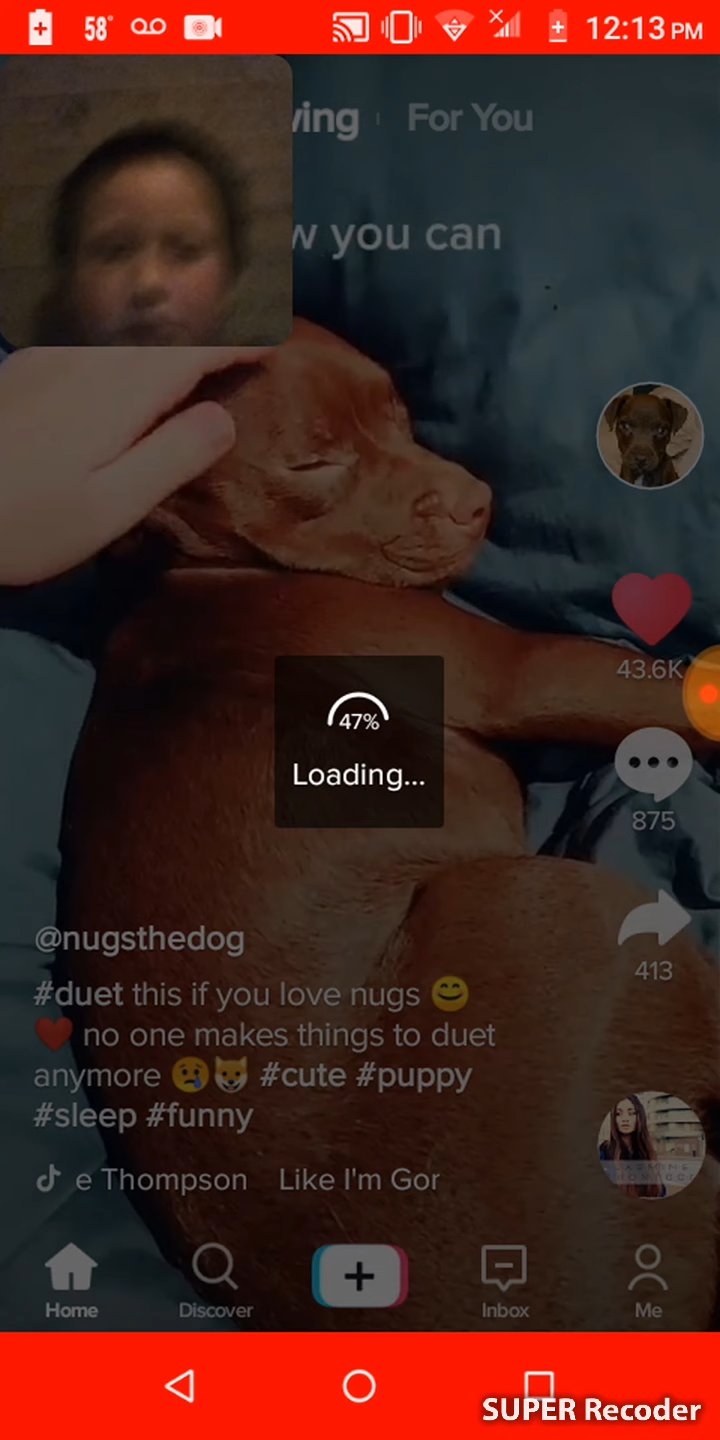 58°
12:13 PM
ving
For You
w you can
43.6K
47%
Loading...
875
@nugsthedog
413
#duet this if you love nugs 😄
❤️ no one makes things to duet
anymore 😢😺 #cute #puppy
#sleep #funny
e Thompson Like I'm Gor
Home
Discover
Inbox
Me
SUPER Recoder